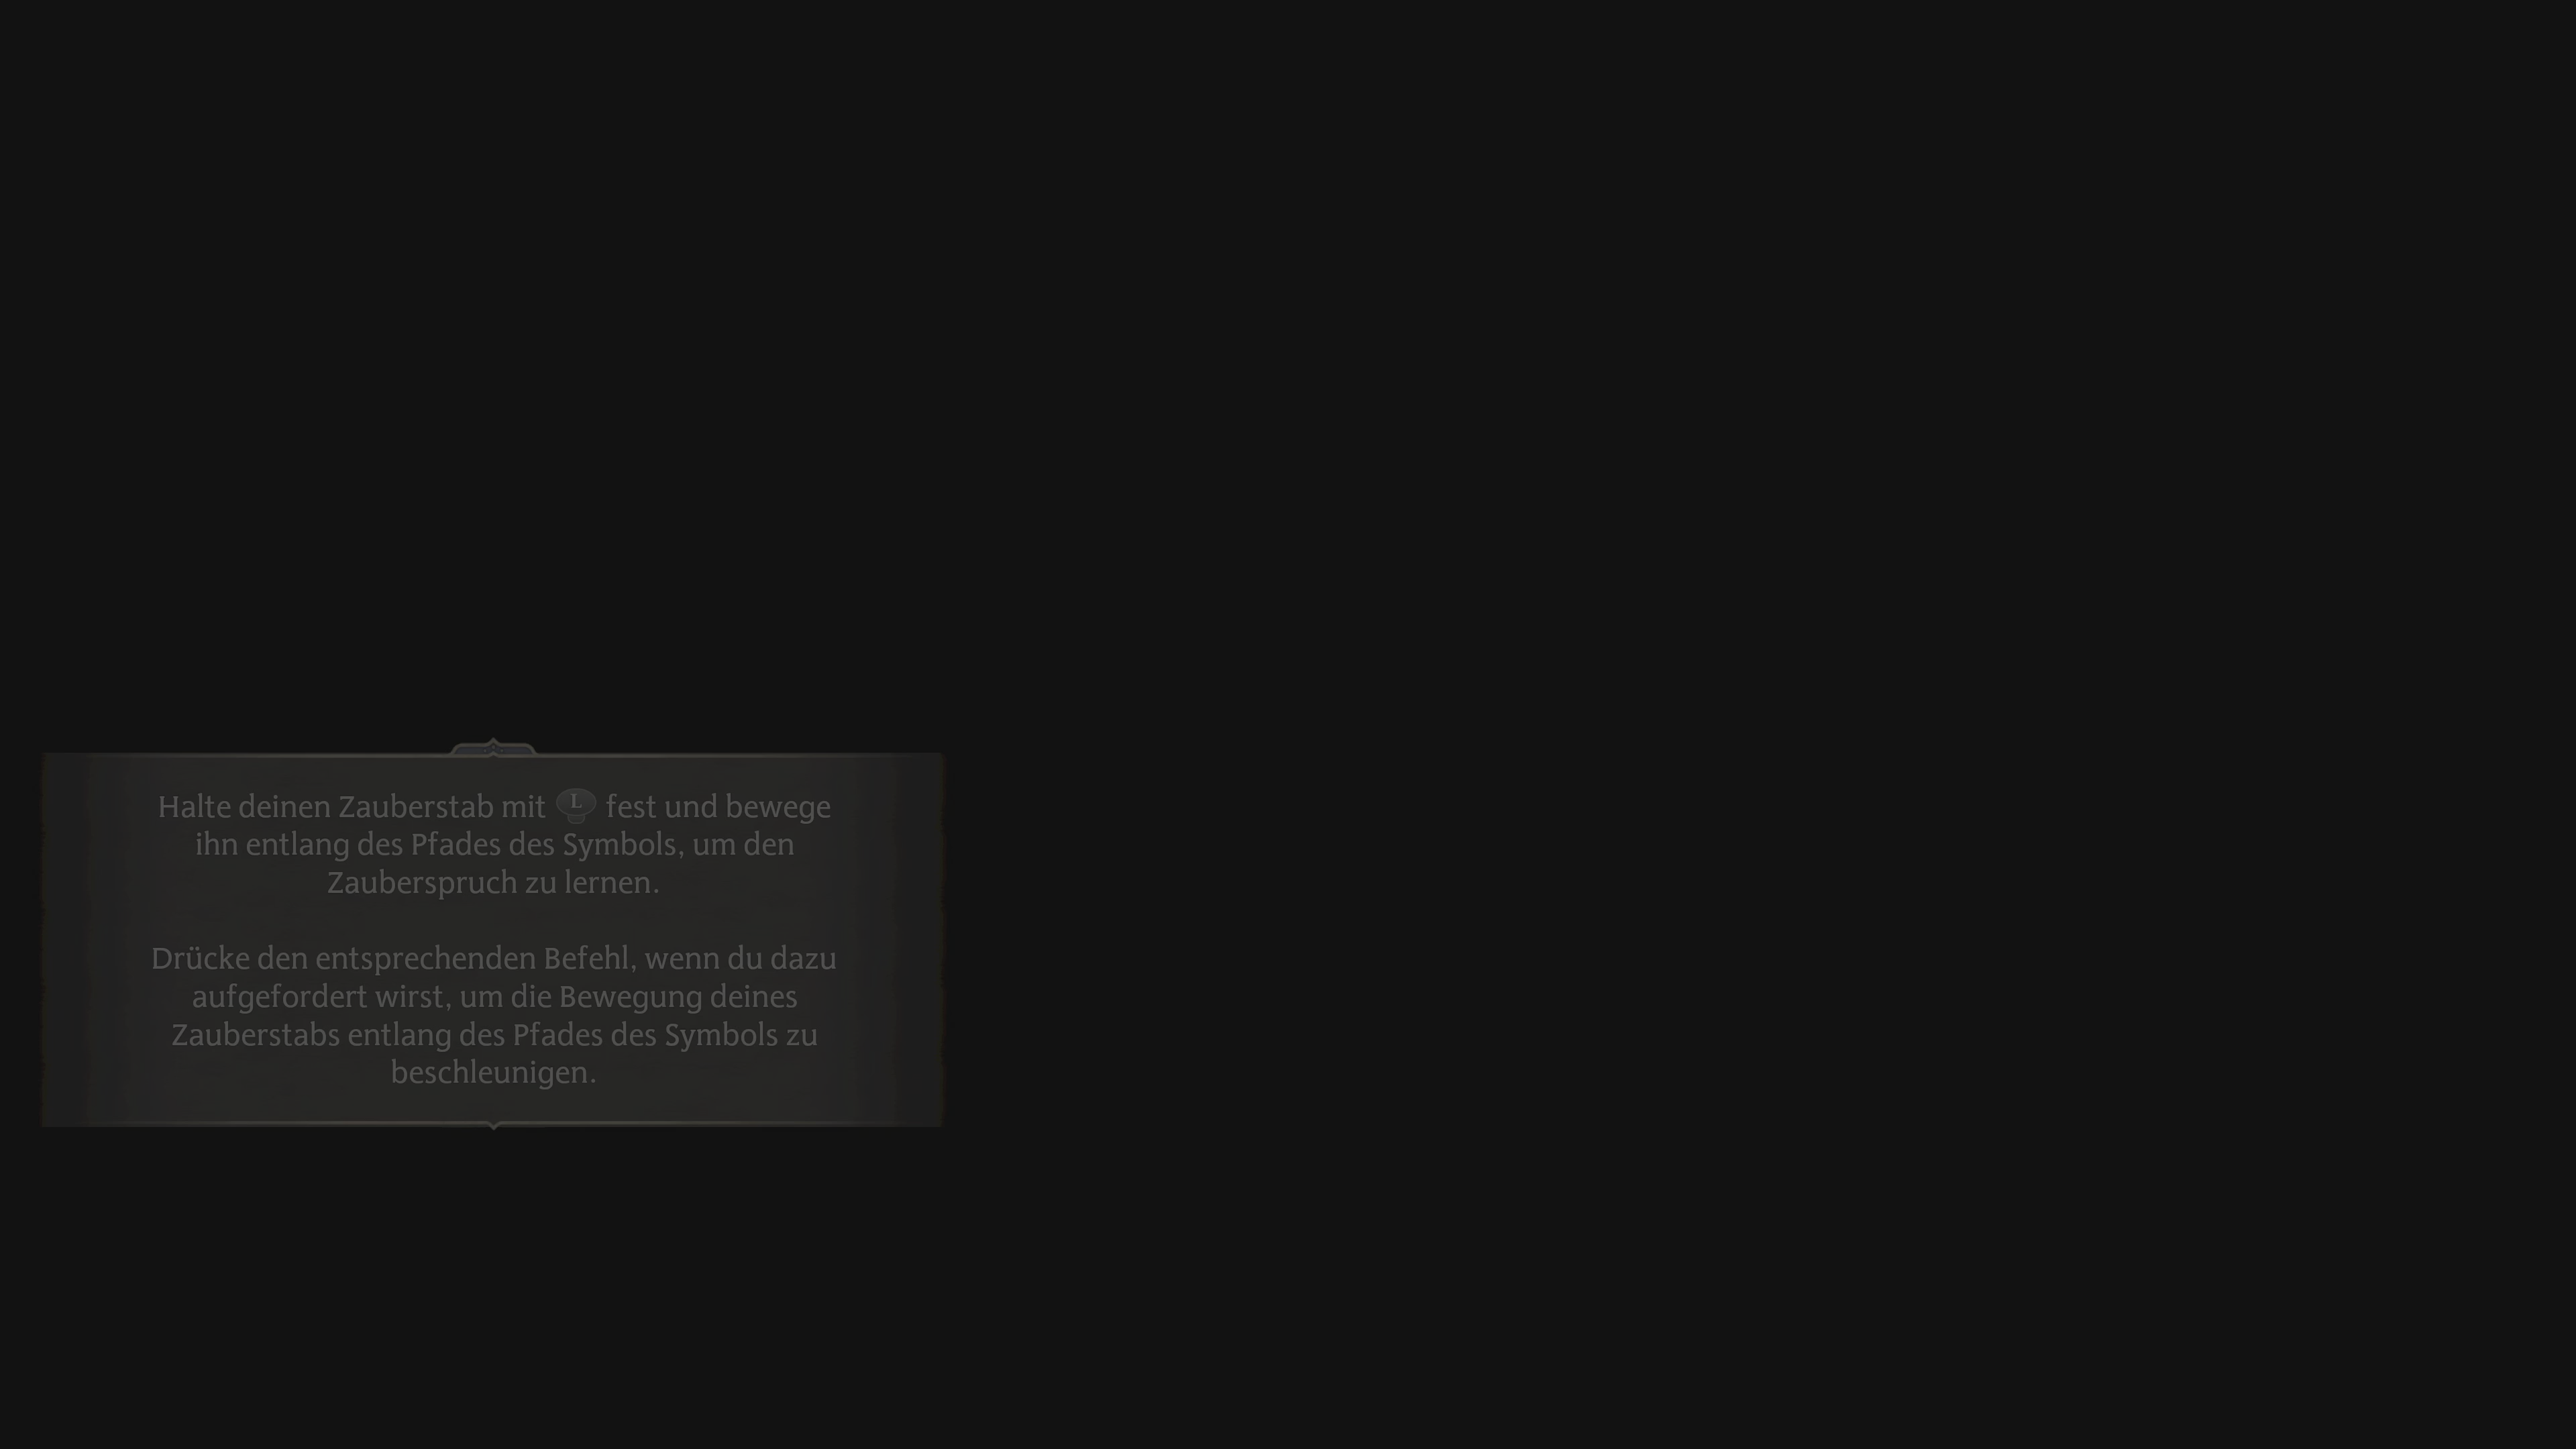 Halte deinen Zauberstab mit L fest und bewege
ihn entlang des Pfades des Symbols, um den
Zauberspruch zu lernen.
Drücke den entsprechenden Befehl, wenn du dazu
aufgefordert wirst, um die Bewegung deines
Zauberstabs entlang des Pfades des Symbols zu
beschleunigen.